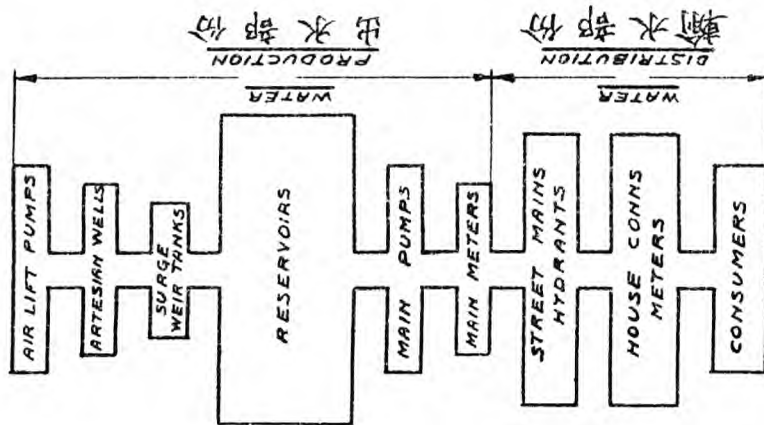 WATER
PRODUCTION
出水部份
WATER
DISTRIBUTION
輸水部份
AIR LIFT PUMPS
ARTESIAN WELLS
SURGE
WEIR TANKS
RESERVOIRS
MAIN PUMPS
MAIN METERS
STREET MAINS
HYDRANTS
HOUSE CONNS
METERS
CONSUMERS